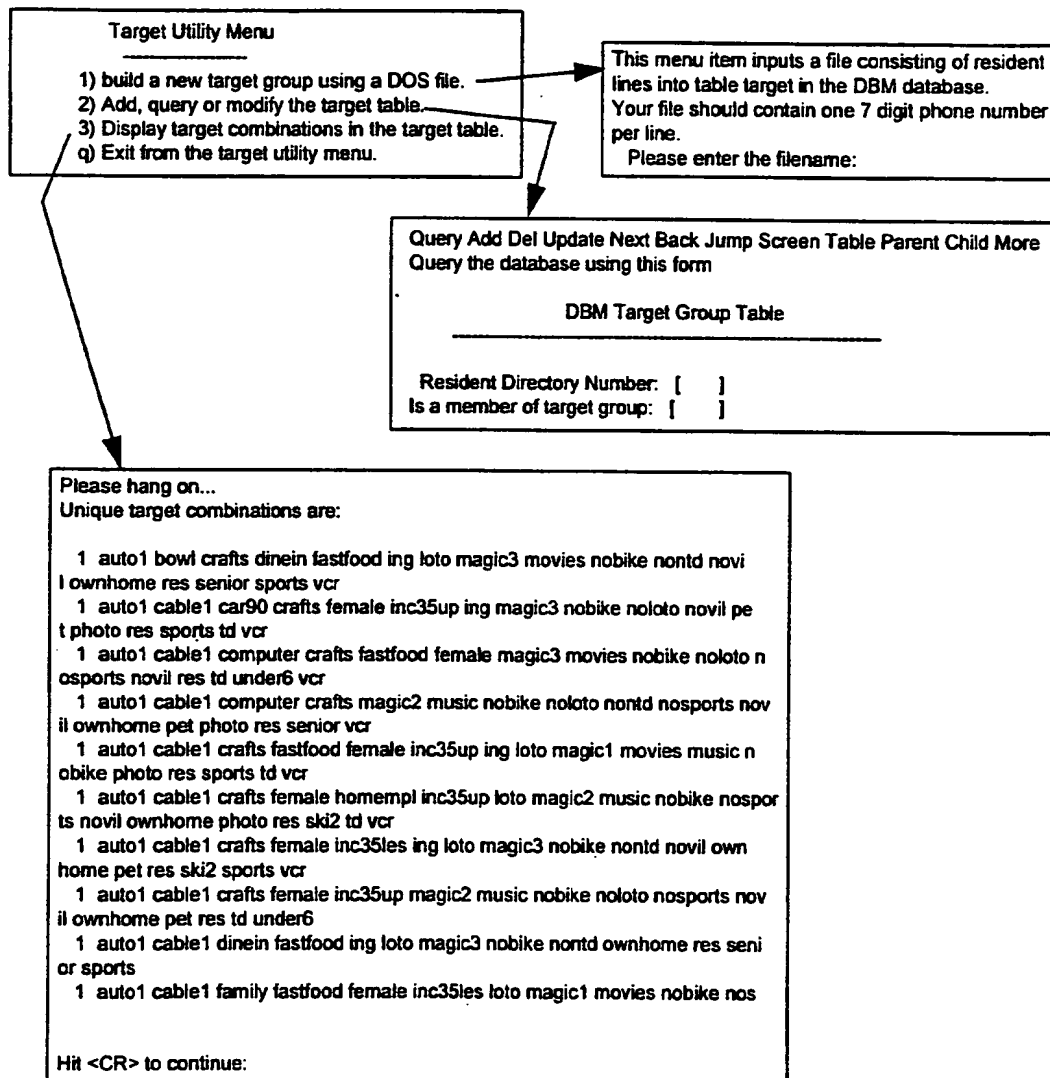 Target Utility Menu
1) build a new target group using a DOS file.
2) Add, query or modify the target table.
3) Display target combinations in the target table.
q) Exit from the target utility menu.
This menu item inputs a file consisting of resident
lines into table target in the DBM database.
Your file should contain one 7 digit phone number
per line.
Please enter the filename:
Query Add Del Update Next Back Jump Screen Table Parent Child More
Query the database using this form
DBM Target Group Table
Resident Directory Number: [ ]
Is a member of target group: [ ]
Please hang on...
Unique target combinations are:
1 auto1 bowl crafts dinein fastfood ing loto magic3 movies nobike nontd novi
l ownhome res senior sports vcr
1 auto1 cable1 car90 crafts female inc35up ing magic3 nobike noloto novil pe
t photo res sports td vcr
1 auto1 cable1 computer crafts fastfood female magic3 movies nobike noloto n
osports novil res td under6 vcr
1 auto1 cable1 computer crafts magic2 music nobike noloto nontd nosports nov
il ownhome pet photo res senior vcr
1 auto1 cable1 crafts fastfood female inc35up ing loto magic1 movies music n
obike photo res sports td vcr
1 auto1 cable1 crafts female homempl inc35up loto magic2 music nobike nospor
ts novil ownhome photo res ski2 td vcr
1 auto1 cable1 crafts female inc35les ing loto magic3 nobike nontd novil own
home pet res ski2 sports vcr
1 auto1 cable1 crafts female inc35up magic2 music nobike noloto nosports nov
il ownhome pet res td under6
1 auto1 cable1 dinein fastfood ing loto magic3 nobike nontd ownhome res seni
or sports
1 auto1 cable1 family fastfood female inc35les loto magic1 movies nobike nos
Hit <CR> to continue: